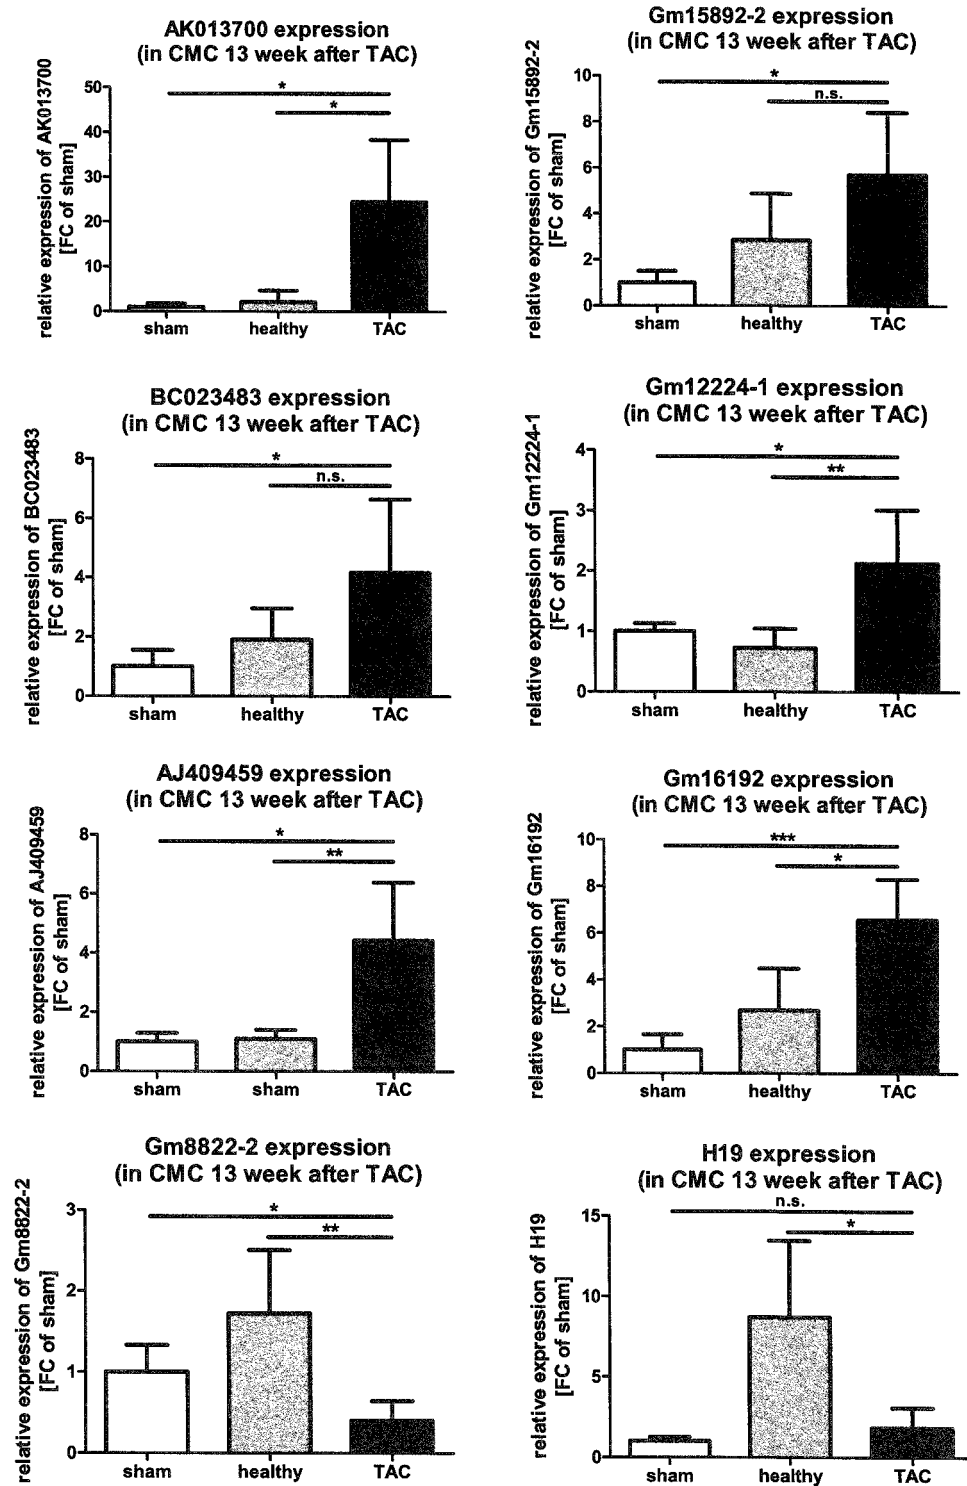 AK013700 expression
(in CMC 13 week after TAC)
relative expression of AK013700
[FC of sham]
50
40
30
20
10
0
*
*
sham healthy TAC
Gm15892-2 expression
(in CMC 13 week after TAC)
relative expression of Gm15892-2
[FC of sham]
10
8
6
4
2
0
*
n.s.
sham healthy TAC
BC023483 expression
(in CMC 13 week after TAC)
relative expression of BC023483
[FC of sham]
8
6
4
2
0
*
n.s.
sham healthy TAC
Gm12224-1 expression
(in CMC 13 week after TAC)
relative expression of Gm12224-1
[FC of sham]
4
3
2
1
0
*
**
sham healthy TAC
AJ409459 expression
(in CMC 13 week after TAC)
relative expression of AJ409459
[FC of sham]
8
6
4
2
0
*
**
sham sham TAC
Gm16192 expression
(in CMC 13 week after TAC)
relative expression of Gm16192
[FC of sham]
10
8
6
4
2
0
***
*
sham healthy TAC
Gm8822-2 expression
(in CMC 13 week after TAC)
relative expression of Gm8822-2
[FC of sham]
3
2
1
0
*
**
sham healthy TAC
H19 expression
(in CMC 13 week after TAC)
relative expression of H19
[FC of sham]
15
10
5
0
n.s.
*
sham healthy TAC